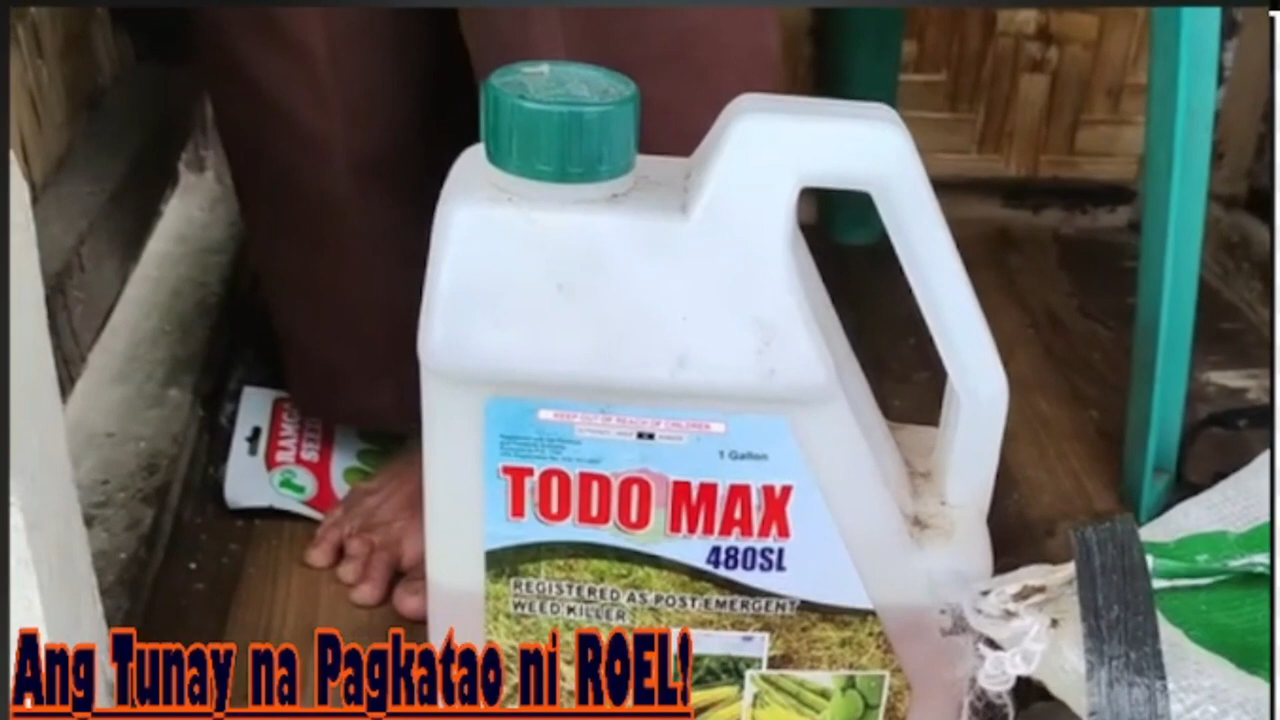 KEEP OUT OF REACH OF CHILDREN
1 Gallon
TODO MAX
480SL
REGISTERED AS POST-EMERGENT
WEED KILLER
RAMGO
SEED
Ang Tunay na Pagkatao ni ROEL!